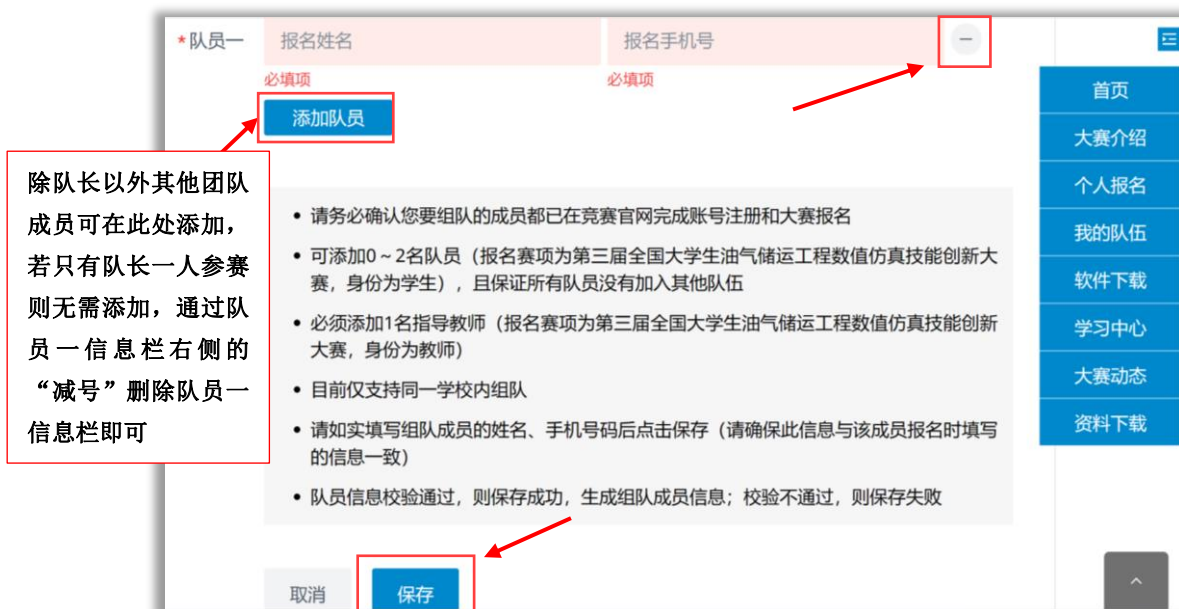 *队员一
报名姓名
报名手机号
必填项
必填项
添加队员
除队长以外其他团队
成员可在此处添加，
若只有队长一人参赛
则无需添加，通过队
员一信息栏右侧的
“减号”删除队员一
信息栏即可
• 请务必确认您要组队的成员都已在竞赛官网完成账号注册和大赛报名
• 可添加0～2名队员（报名赛项为第三届全国大学生油气储运工程数值仿真技能创新大
赛，身份为学生），且保证所有队员没有加入其他队伍
• 必须添加1名指导教师（报名赛项为第三届全国大学生油气储运工程数值仿真技能创新
大赛，身份为教师）
• 目前仅支持同一学校内组队
• 请如实填写组队成员的姓名、手机号码后点击保存（请确保此信息与该成员报名时填写
的信息一致）
• 队员信息校验通过，则保存成功，生成组队成员信息；校验不通过，则保存失败
取消
保存
首页
大赛介绍
个人报名
我的队伍
软件下载
学习中心
大赛动态
资料下载